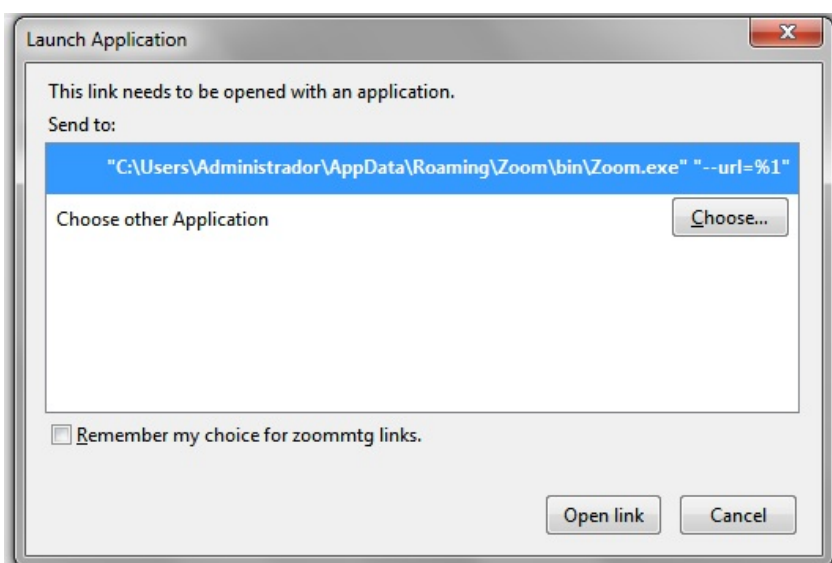 Launch Application
This link needs to be opened with an application.
Send to:
"C:\Users\Administrador\AppData\Roaming\Zoom\bin\Zoom.exe" "--url=%1"
Choose other Application
Choose...
Remember my choice for zoommtg links.
Open link
Cancel